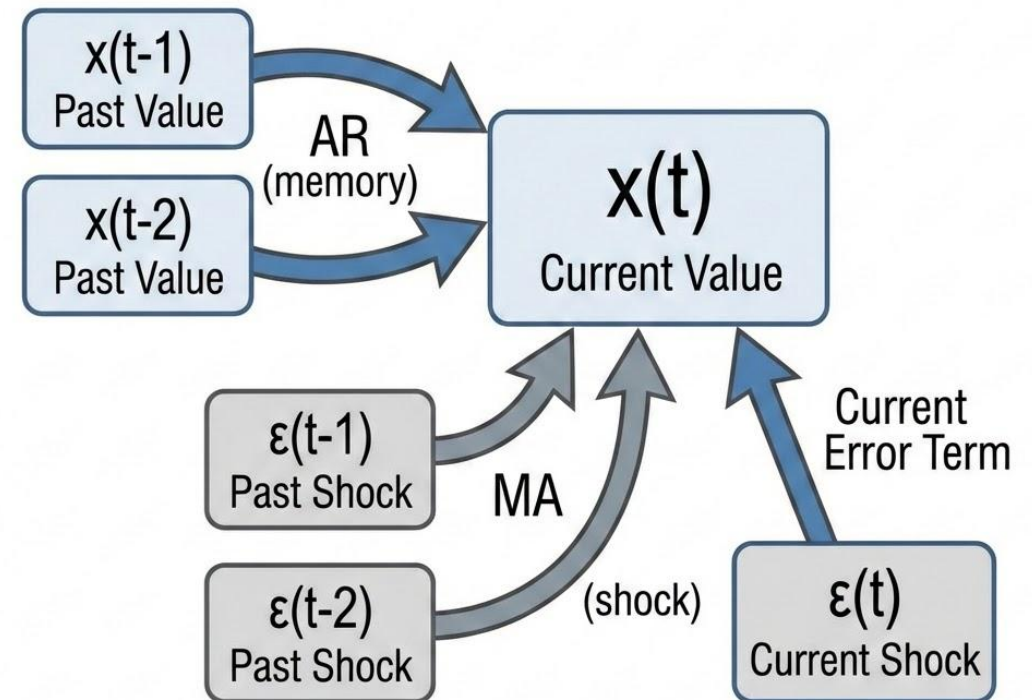 x(t-1)
Past Value
AR
(memory)
x(t-2)
Past Value
x(t)
Current Value
ε(t-1)
Past Shock
MA
ε(t-2)
Past Shock
(shock)
Current
Error Term
ε(t)
Current Shock